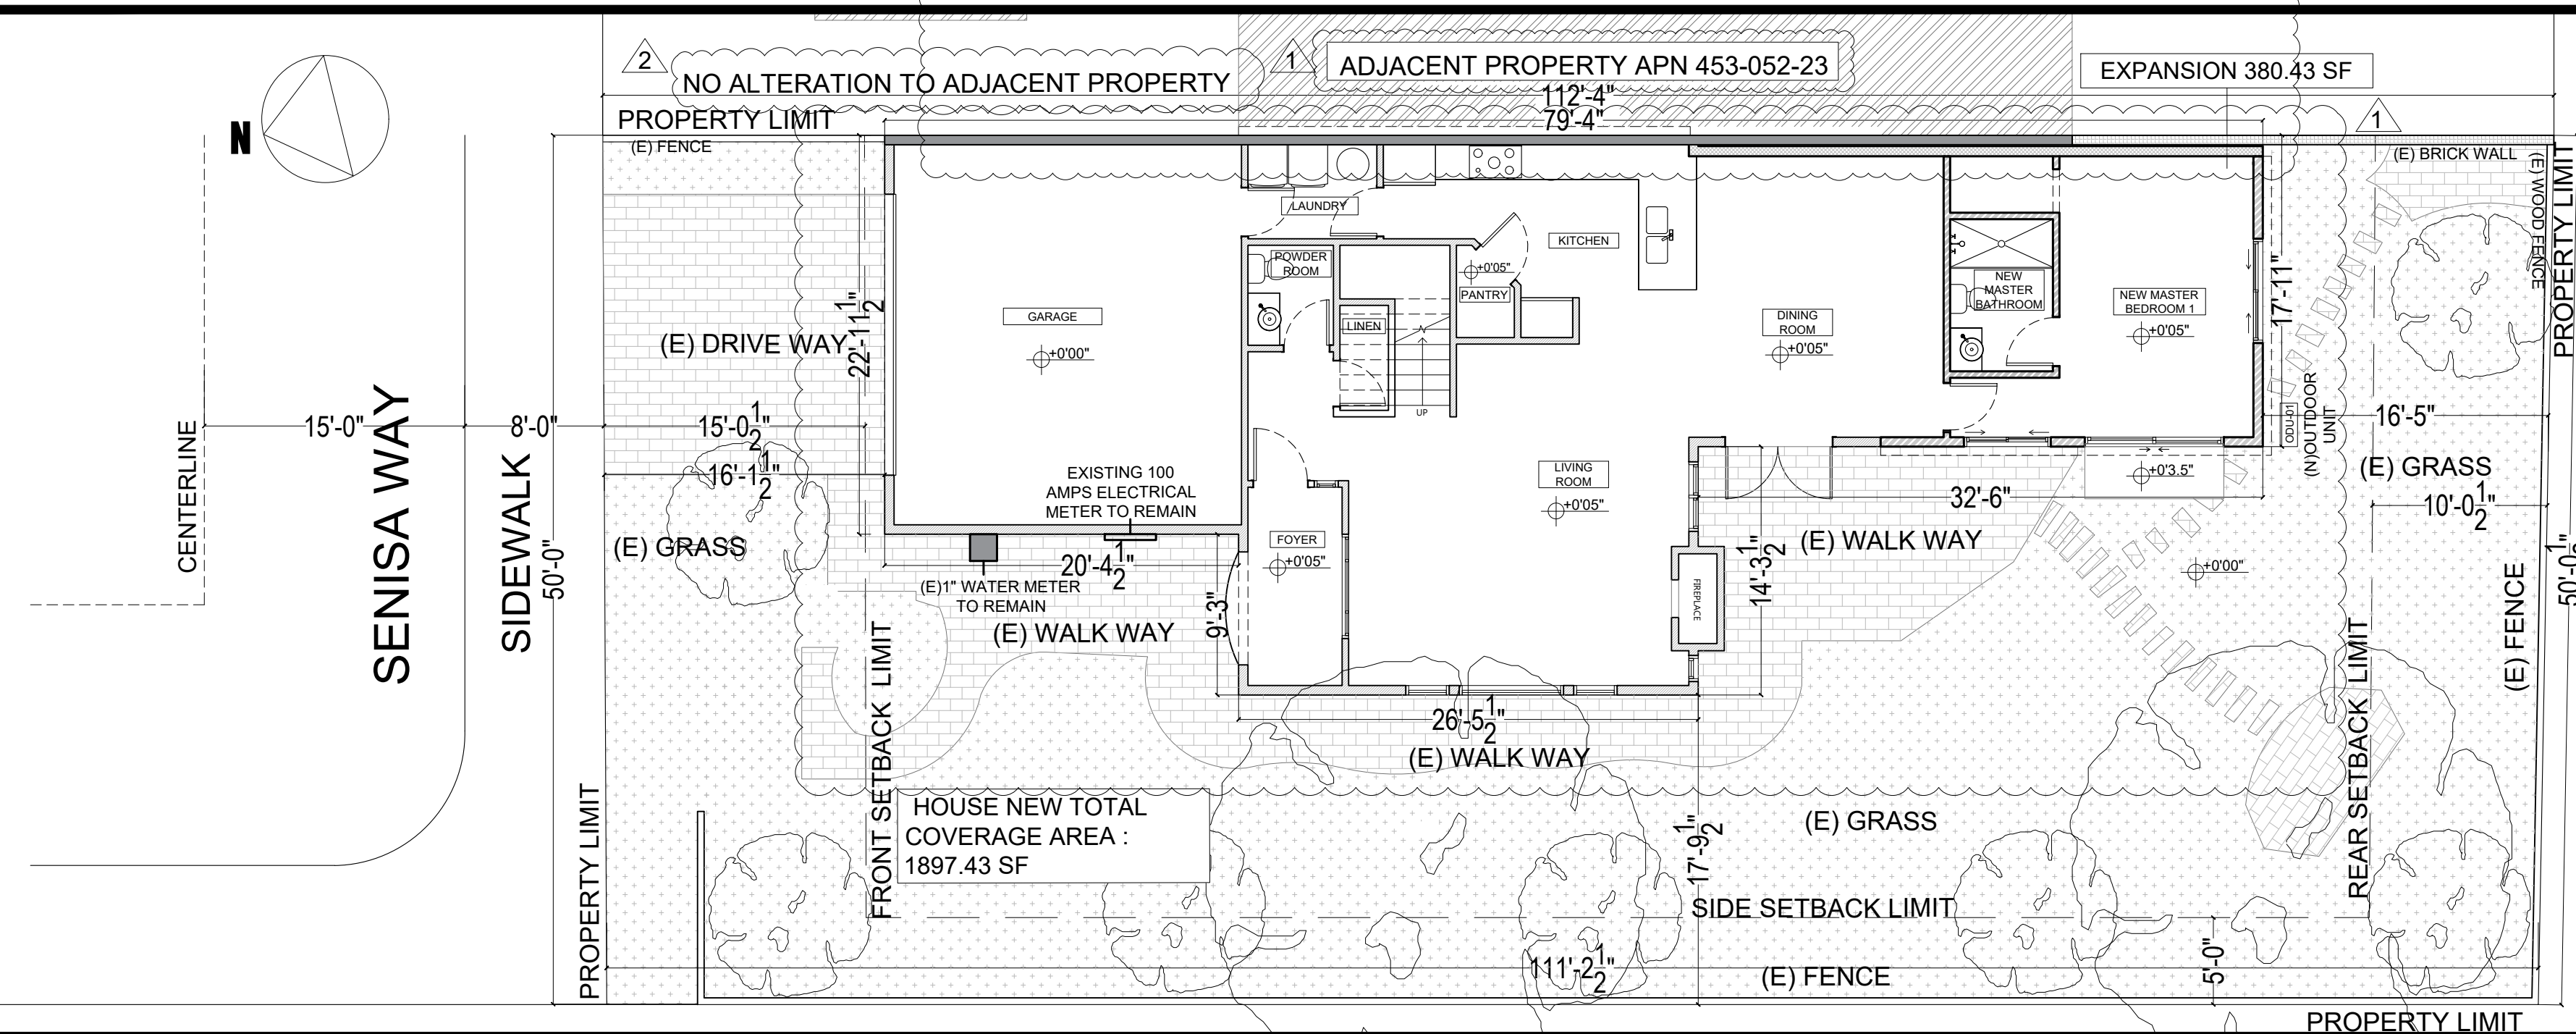 2
NO ALTERATION TO ADJACENT PROPERTY
1
ADJACENT PROPERTY APN 453-052-23
EXPANSION 380.43 SF
112'-4"
79'-4"
PROPERTY LIMIT
(E) FENCE
N
1
(E) BRICK WALL
(E) WOOD FENCE
PROPERTY LIMIT
LAUNDRY
KITCHEN
POWDER
ROOM
+0'05"
PANTRY
LINEN
UP
GARAGE
+0'00"
DINING
ROOM
+0'05"
NEW
MASTER
BATHROOM
NEW MASTER
BEDROOM 1
+0'05"
17'-11"
(E) DRIVE WAY
22'-11 1/2"
CENTERLINE
15'-0"
SENISA WAY
8'-0"
SIDEWALK
50'-0"
15'-0 1/2"
16'-1 1/2"
(E) GRASS
EXISTING 100
AMPS ELECTRICAL
METER TO REMAIN
20'-4 1/2"
(E)1" WATER METER
TO REMAIN
(E) WALK WAY
9'-3"
FOYER
+0'05"
LIVING
ROOM
+0'05"
FIREPLACE
14'-3 1/2"
32'-6"
(E) WALK WAY
+0'3.5"
ODU-01
(N)OUTDOOR
UNIT
16'-5"
(E) GRASS
10'-0 1/2"
+0'00"
(E) FENCE
50'-0 1/2"
26'-5 1/2"
(E) WALK WAY
FRONT SETBACK LIMIT
HOUSE NEW TOTAL
COVERAGE AREA :
1897.43 SF
PROPERTY LIMIT
17'-9 1/2"
(E) GRASS
REAR SETBACK LIMIT
SIDE SETBACK LIMIT
111'-2 1/2"
(E) FENCE
5'-0"
PROPERTY LIMIT